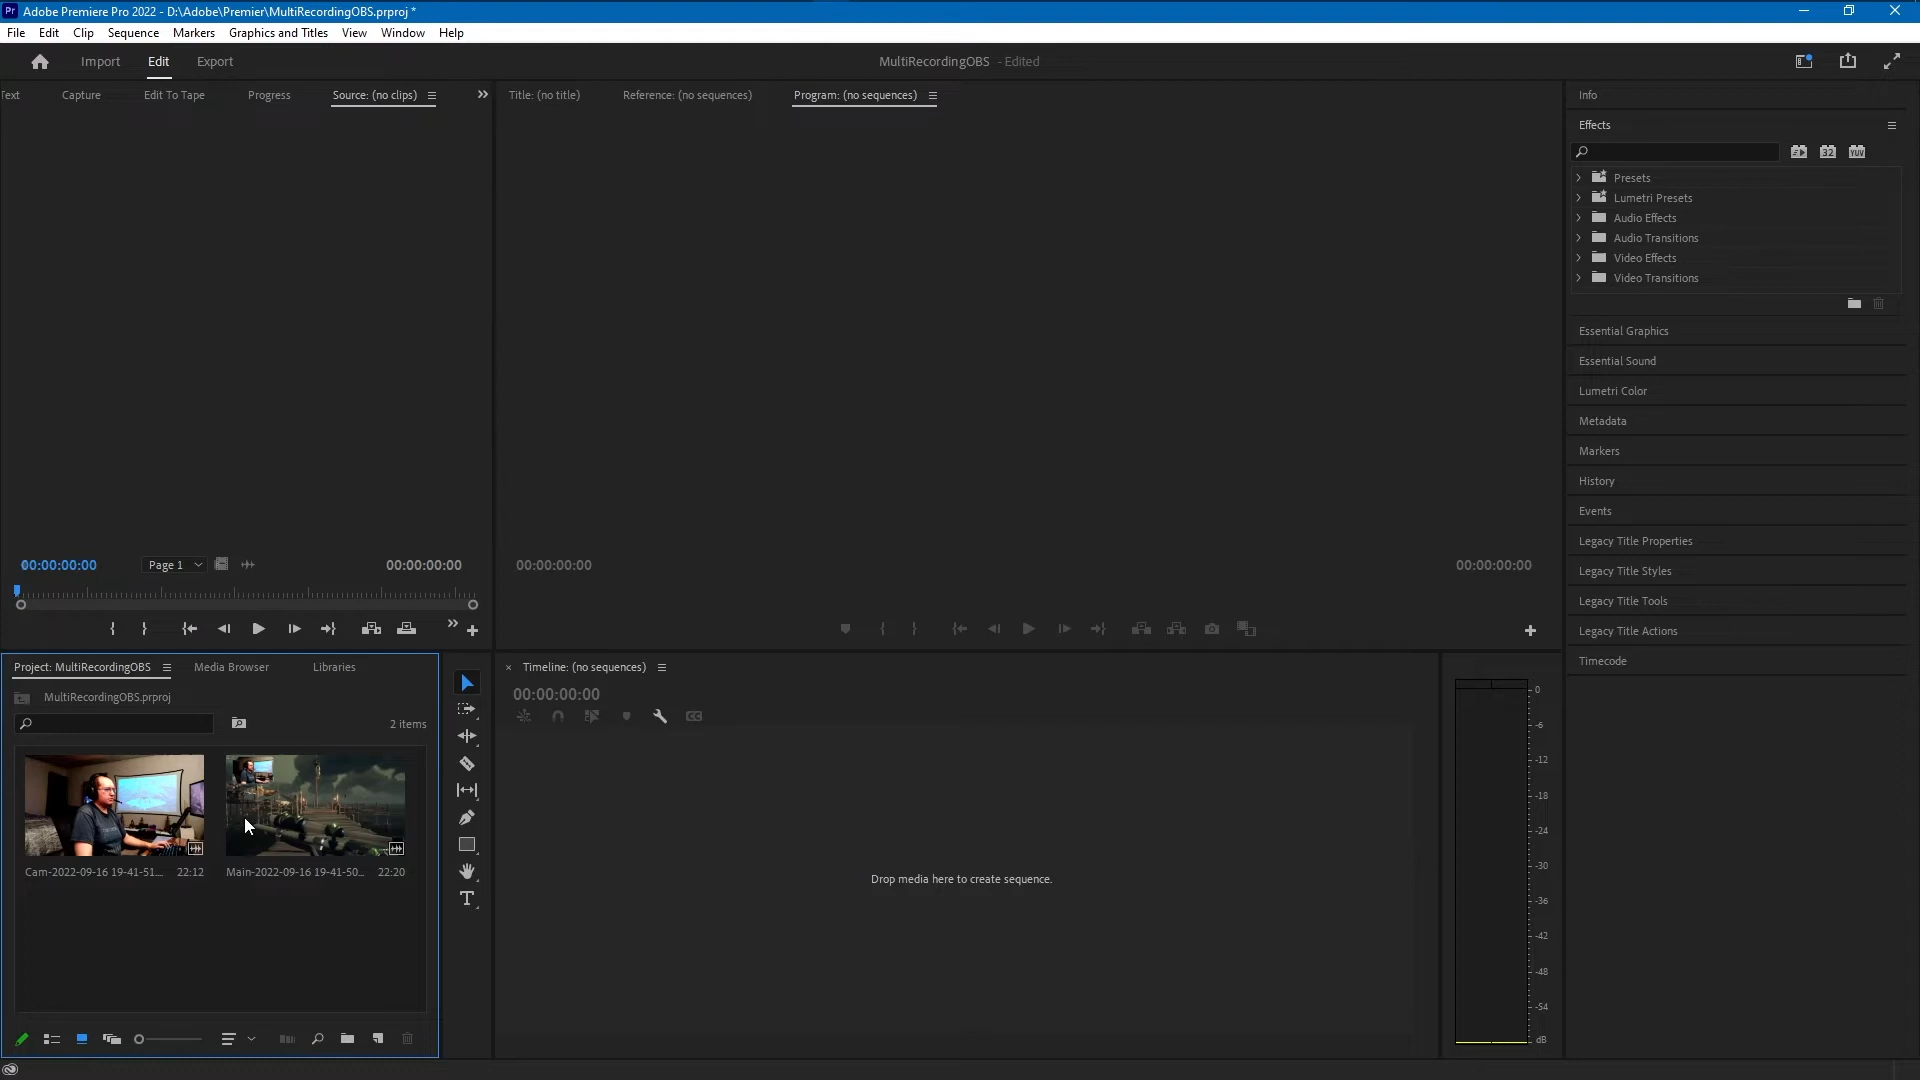 Pr Adobe Premiere Pro 2022 - D:\Adobe\Premier\MultiRecordingOBS.prproj *
File Edit Clip Sequence Markers Graphics and Titles View Window Help
Import Edit Export MultiRecordingOBS - Edited
Text Capture Edit To Tape Progress Source: (no clips) Title: (no title) Reference: (no sequences) Program: (no sequences)
Info
Effects
32 YUV
Presets
Lumetri Presets
Audio Effects
Audio Transitions
Video Effects
Video Transitions
Essential Graphics
Essential Sound
Lumetri Color
Metadata
Markers
History
Events
Legacy Title Properties
Legacy Title Styles
Legacy Title Tools
Legacy Title Actions
Timecode
00:00:00:00 Page 1 00:00:00:00 00:00:00:00 00:00:00:00
Project: MultiRecordingOBS Media Browser Libraries
MultiRecordingOBS.prproj
2 items
Cam-2022-09-16 19-41-51... 22:12 Main-2022-09-16 19-41-50... 22:20
T
× Timeline: (no sequences)
00:00:00:00
CC
Drop media here to create sequence.
0
-6
-12
-18
-24
-30
-36
-42
-48
-54
dB